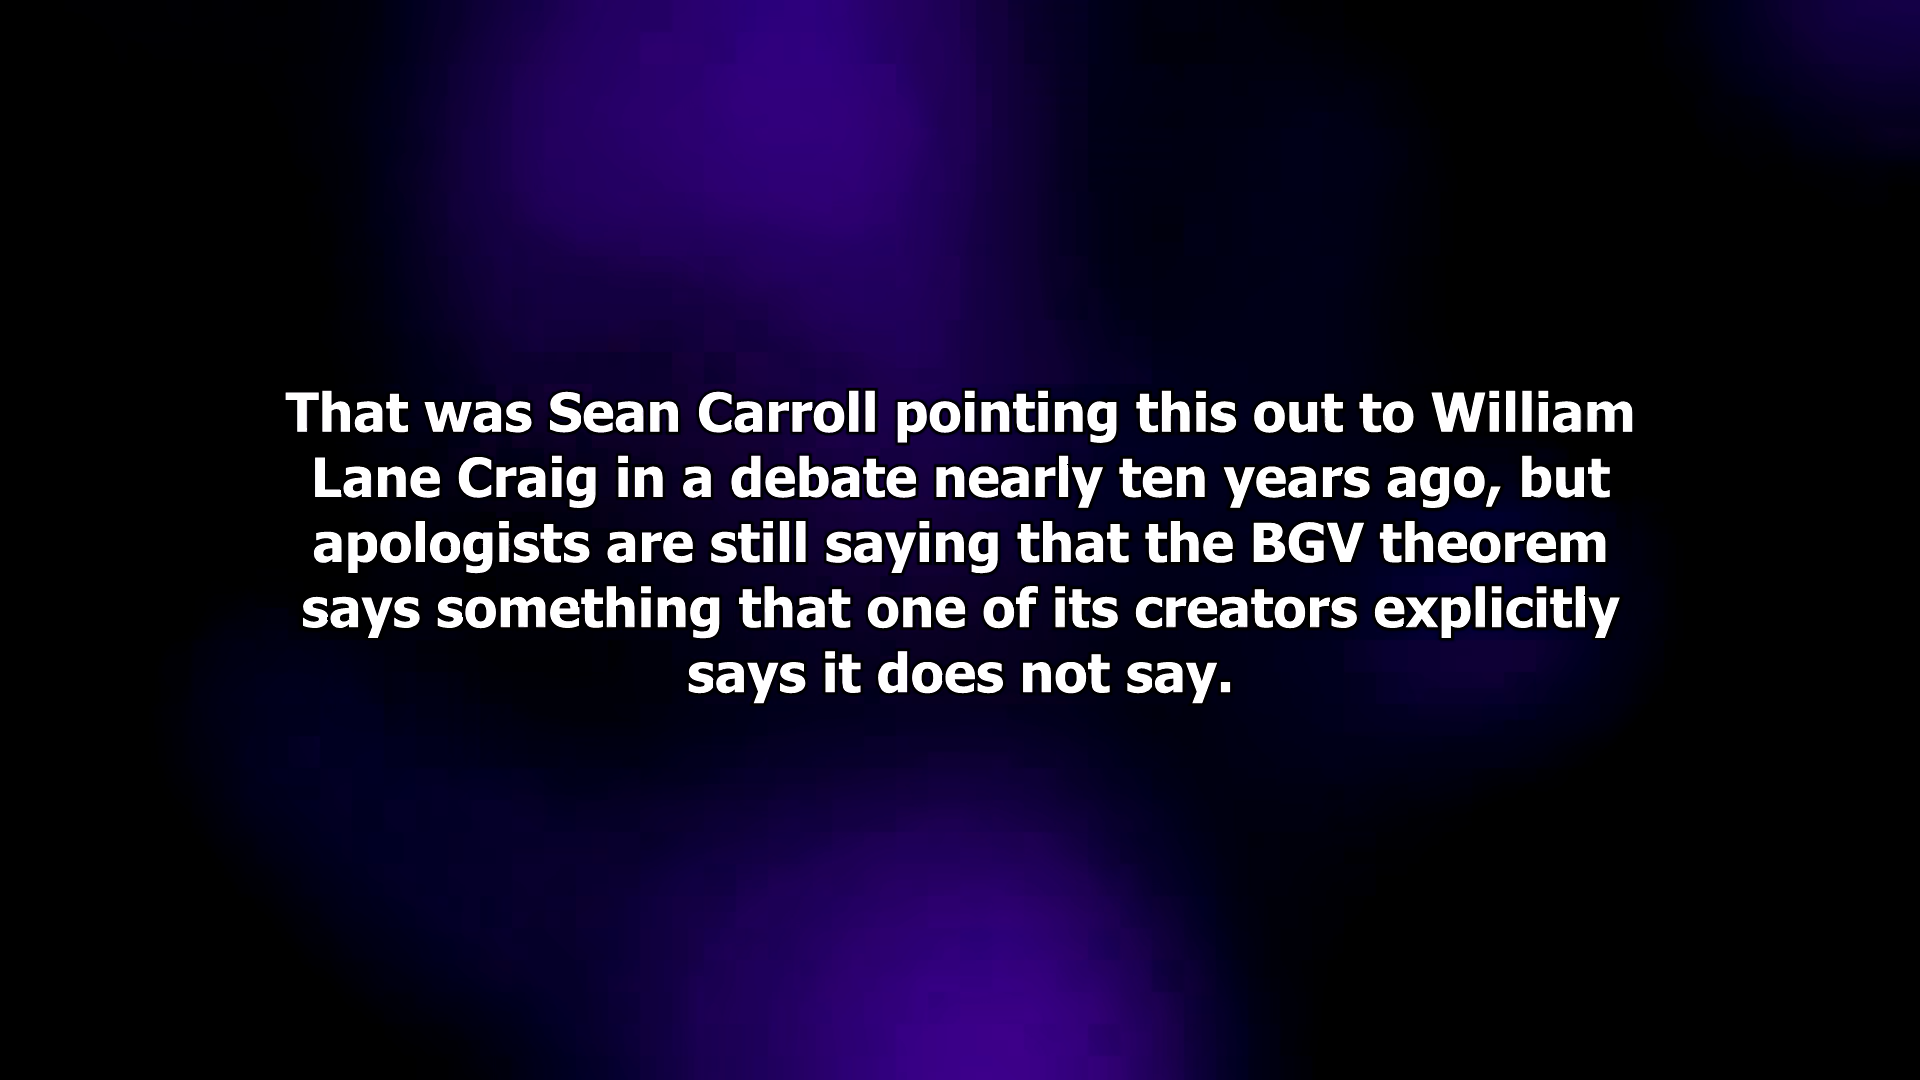 That was Sean Carroll pointing this out to William
Lane Craig in a debate nearly ten years ago, but
apologists are still saying that the BGV theorem
says something that one of its creators explicitly
says it does not say.